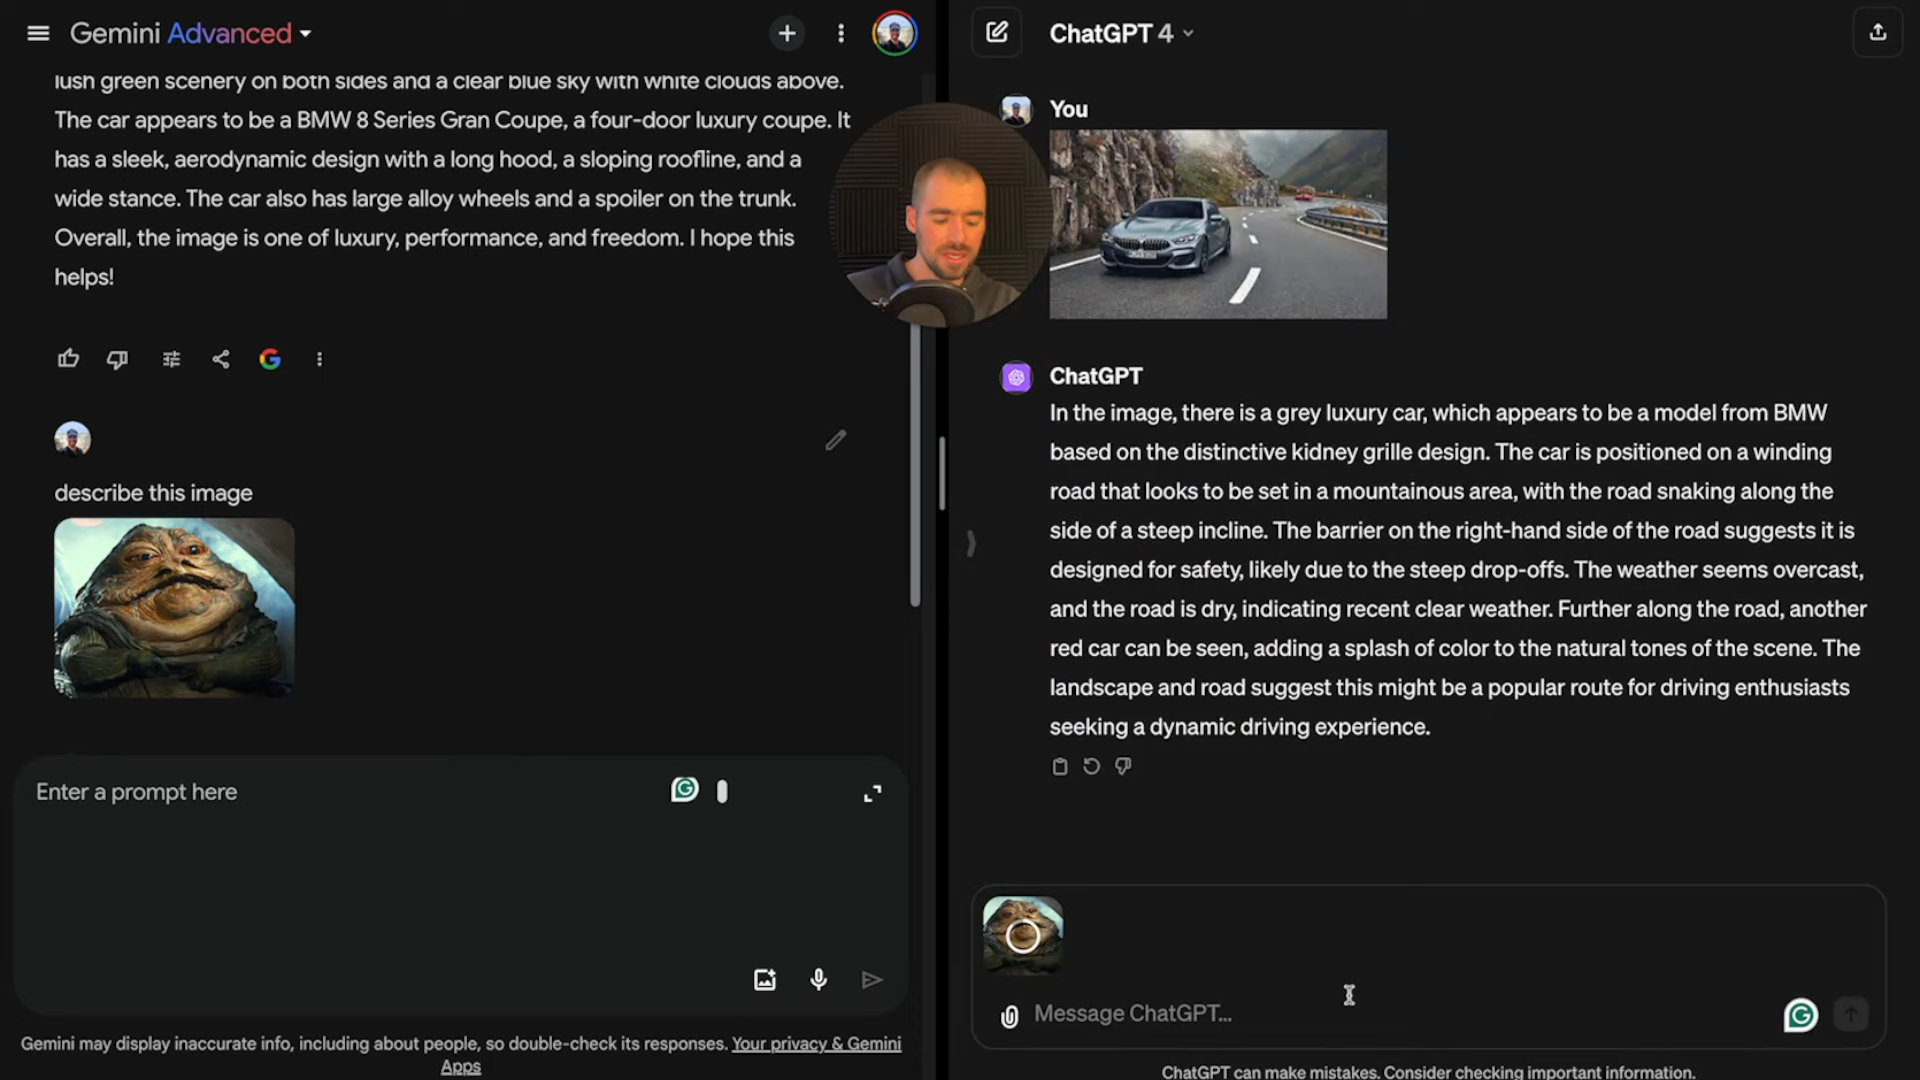 Gemini Advanced
lush green scenery on both sides and a clear blue sky with white clouds above.
The car appears to be a BMW 8 Series Gran Coupe, a four-door luxury coupe. It
has a sleek, aerodynamic design with a long hood, a sloping roofline, and a
wide stance. The car also has large alloy wheels and a spoiler on the trunk.
Overall, the image is one of luxury, performance, and freedom. I hope this
helps!
describe this image
Enter a prompt here
Gemini may display inaccurate info, including about people, so double-check its responses. Your privacy & Gemini
Apps
ChatGPT 4
You
ChatGPT
In the image, there is a grey luxury car, which appears to be a model from BMW
based on the distinctive kidney grille design. The car is positioned on a winding
road that looks to be set in a mountainous area, with the road snaking along the
side of a steep incline. The barrier on the right-hand side of the road suggests it is
designed for safety, likely due to the steep drop-offs. The weather seems overcast,
and the road is dry, indicating recent clear weather. Further along the road, another
red car can be seen, adding a splash of color to the natural tones of the scene. The
landscape and road suggest this might be a popular route for driving enthusiasts
seeking a dynamic driving experience.
Message ChatGPT...
ChatGPT can make mistakes. Consider checking important information.